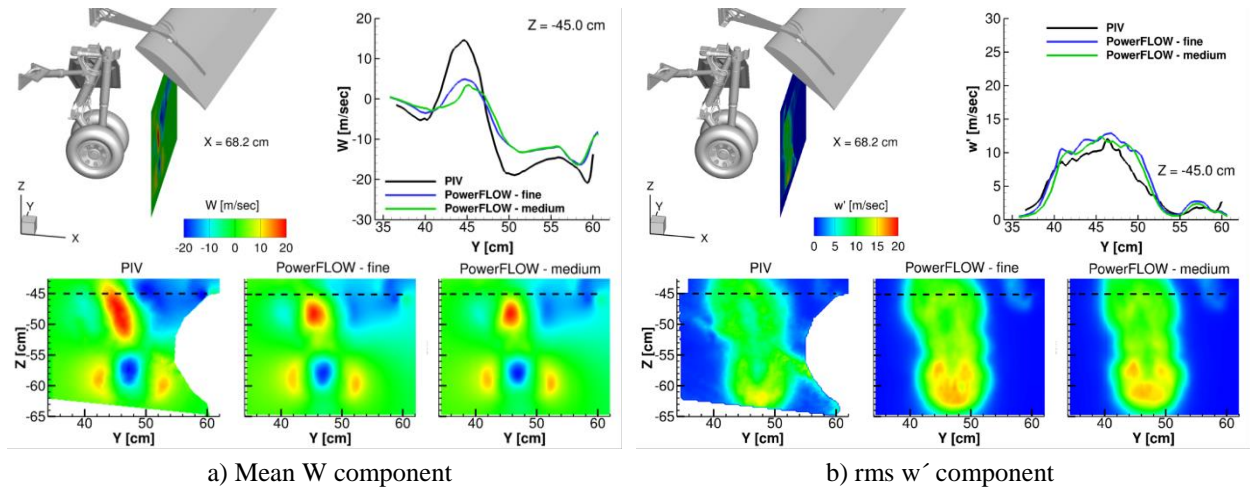 Z = -45.0 cm
PIV
PowerFLOW - fine
PowerFLOW - medium
W [m/sec]
30
20
10
0
-10
-20
-30
35 40 45 50 55 60
Y [cm]
X = 68.2 cm
Z
Y
X
W [m/sec]
-20 -10 0 10 20
PIV
PowerFLOW - fine
PowerFLOW - medium
Z [cm]
-45
-50
-55
-60
-65
40 50 60
Y [cm]
40 50 60
Y [cm]
40 50 60
Y [cm]
a) Mean W component
PIV
PowerFLOW - fine
PowerFLOW - medium
w' [m/sec]
30
25
20
15
10
5
0
Z = -45.0 cm
35 40 45 50 55 60
Y [cm]
X = 68.2 cm
Z
Y
X
w' [m/sec]
0 5 10 15 20
PIV
PowerFLOW - fine
PowerFLOW - medium
Z [cm]
-45
-50
-55
-60
-65
40 50 60
Y [cm]
40 50 60
Y [cm]
40 50 60
Y [cm]
b) rms w´ component